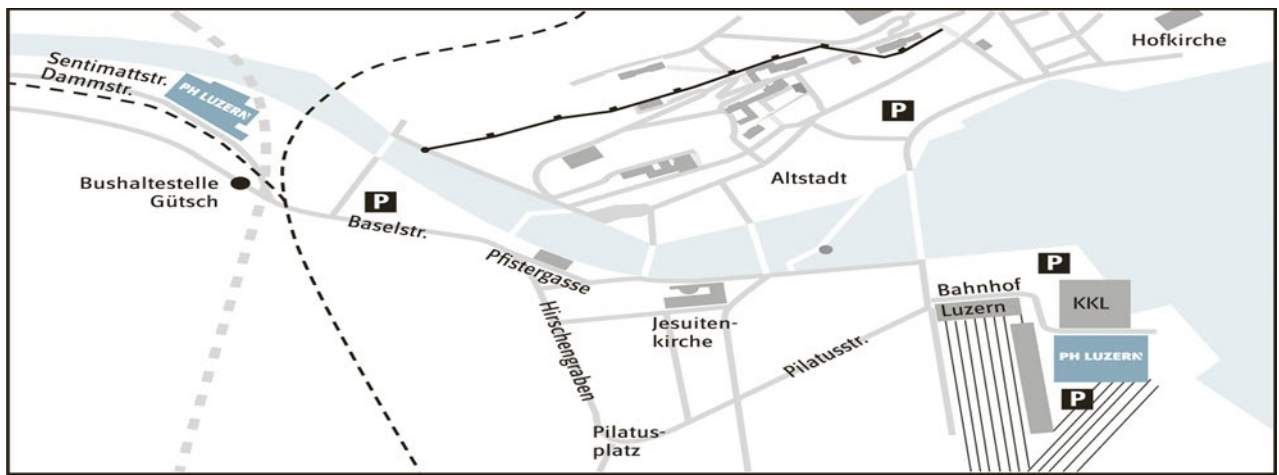 Hofkirche
Sentimattstr.
Dammstr.
PH LUZERN
P
Bushaltestelle
Gütsch
P
Baselstr.
Altstadt
Pfistergasse
Hirschengraben
Jesuiten-
kirche
Pilatusstr.
Pilatus-
platz
P
Bahnhof
Luzern
KKL
PH LUZERN
P